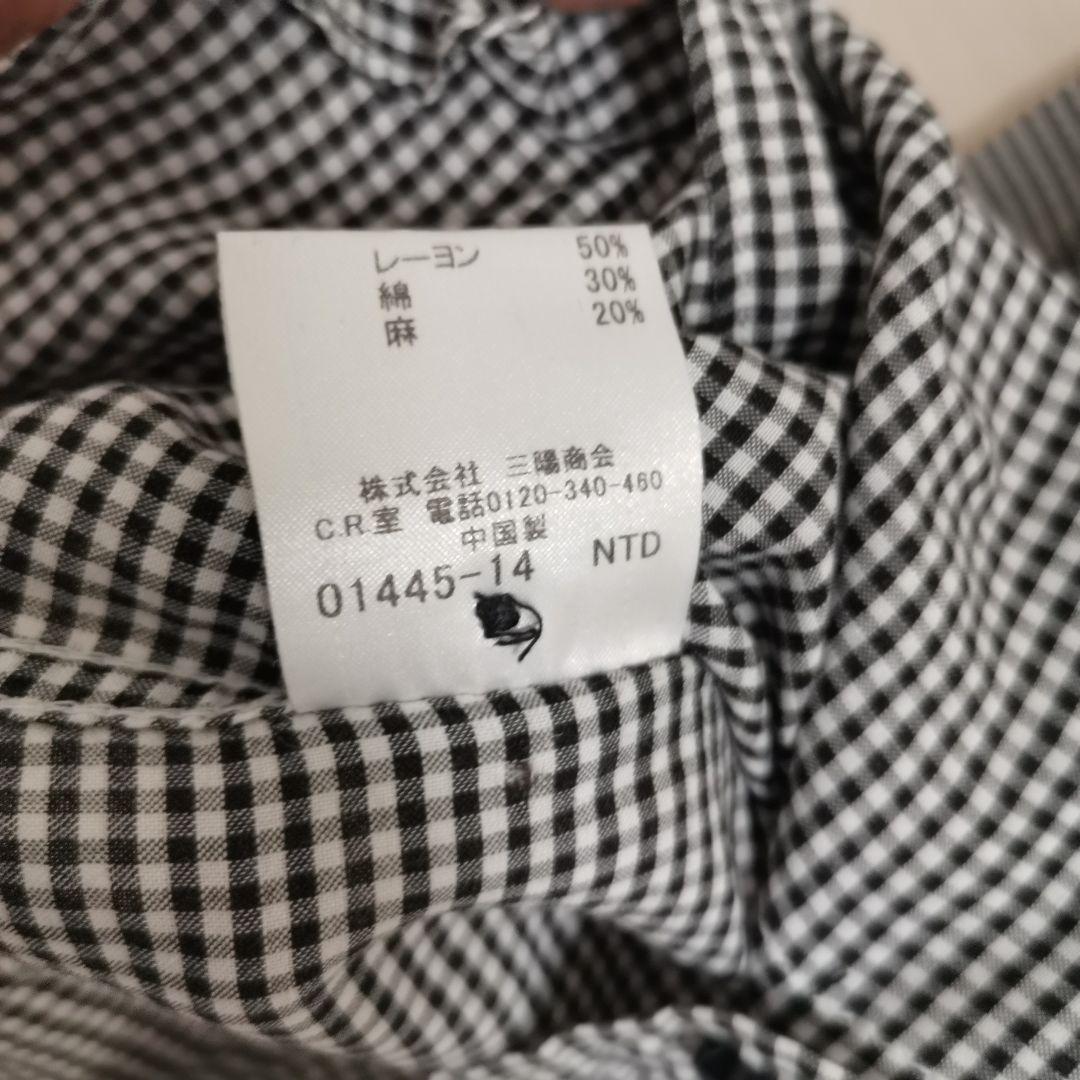 レーヨン 50%
綿 30%
麻 20%
株式会社 三陽商会
C.R室 電話0120-340-460
中国製
01445-14 NTD